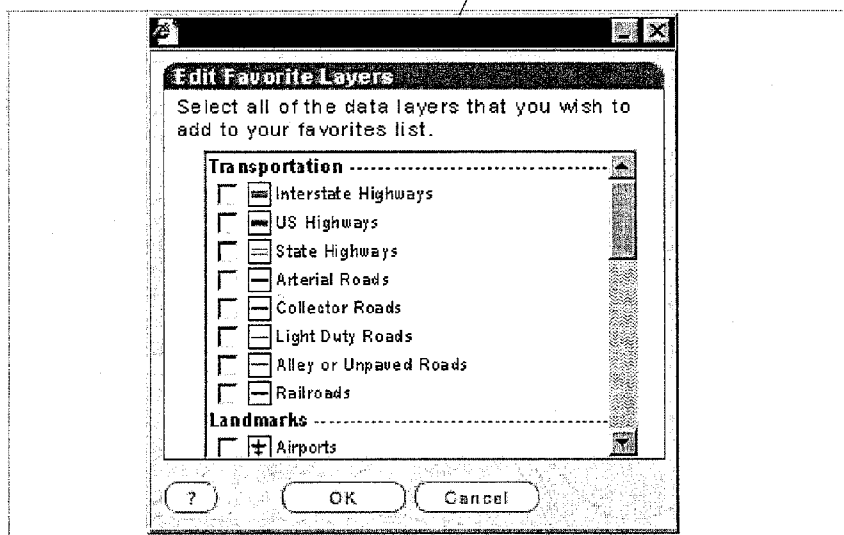 Edit Favorite Layers
Select all of the data layers that you wish to
add to your favorites list.
Transportation
Interstate Highways
US Highways
State Highways
Arterial Roads
Collector Roads
Light Duty Roads
Alley or Unpaved Roads
Railroads
Landmarks
Airports
? OK Cancel